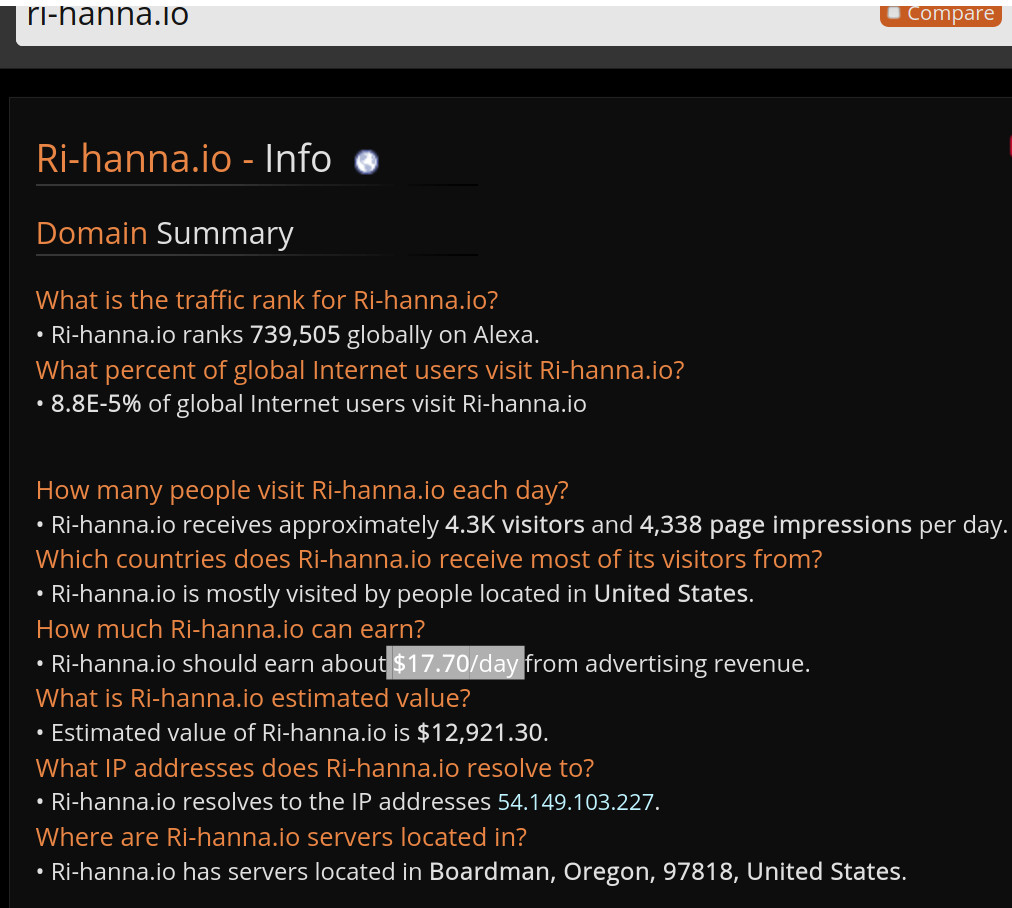 ri-hanna.io
Compare
Ri-hanna.io - Info
Domain Summary
What is the traffic rank for Ri-hanna.io?
• Ri-hanna.io ranks 739,505 globally on Alexa.
What percent of global Internet users visit Ri-hanna.io?
• 8.8E-5% of global Internet users visit Ri-hanna.io
How many people visit Ri-hanna.io each day?
• Ri-hanna.io receives approximately 4.3K visitors and 4,338 page impressions per day.
Which countries does Ri-hanna.io receive most of its visitors from?
• Ri-hanna.io is mostly visited by people located in United States.
How much Ri-hanna.io can earn?
• Ri-hanna.io should earn about $17.70/day from advertising revenue.
What is Ri-hanna.io estimated value?
• Estimated value of Ri-hanna.io is $12,921.30.
What IP addresses does Ri-hanna.io resolve to?
• Ri-hanna.io resolves to the IP addresses 54.149.103.227.
Where are Ri-hanna.io servers located in?
• Ri-hanna.io has servers located in Boardman, Oregon, 97818, United States.